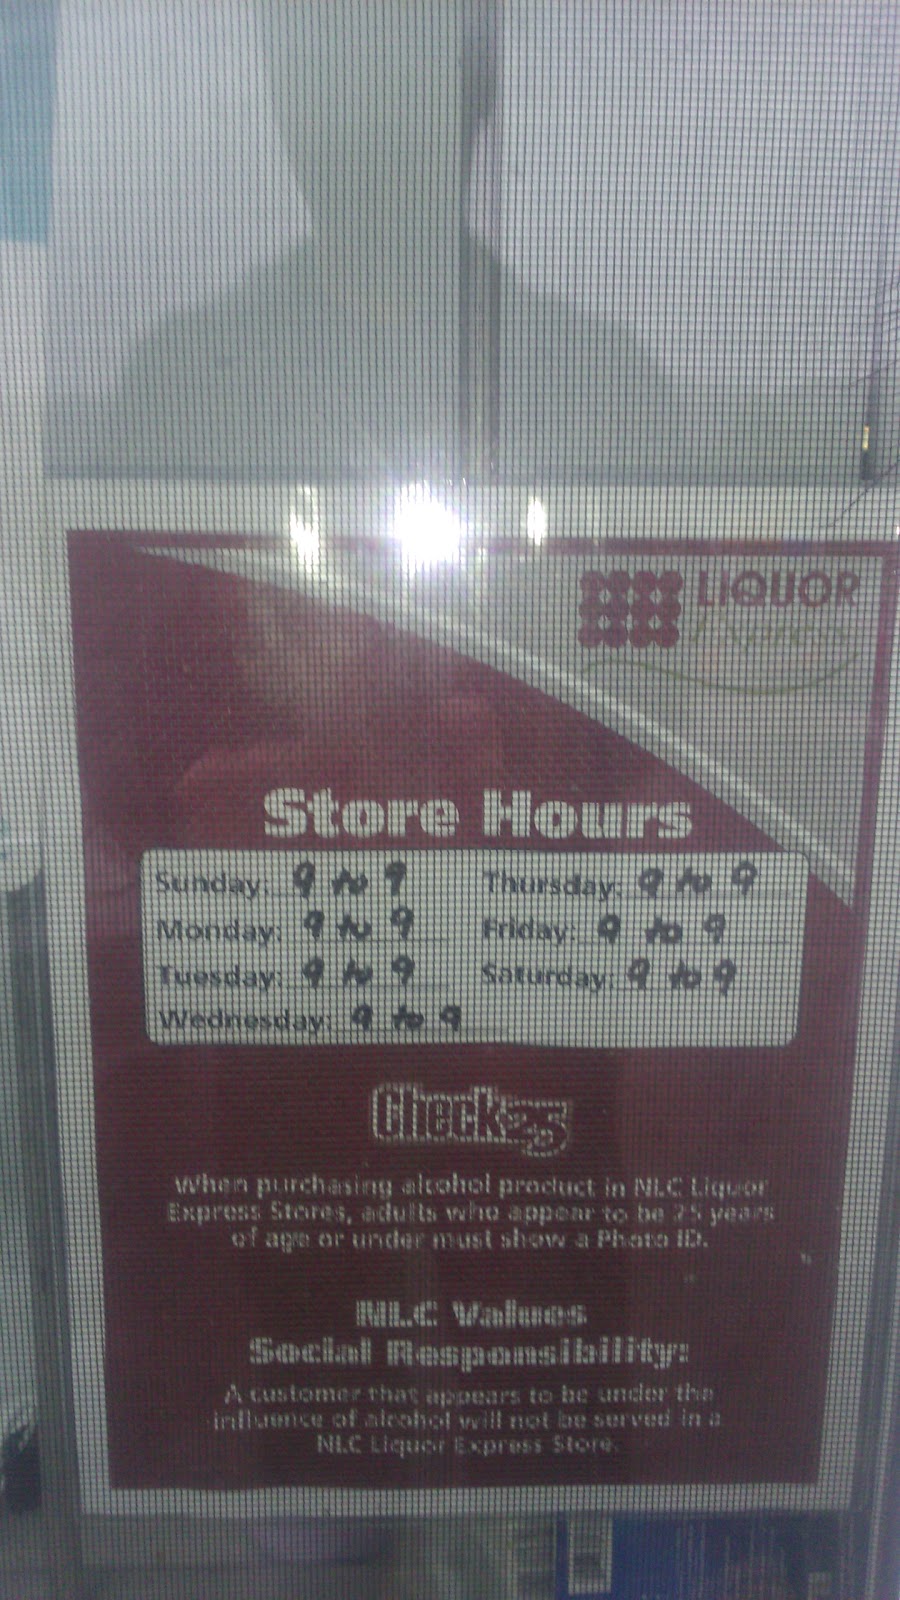 LIQUOR
Express
Store Hours
Sunday: 9 to 9
Monday: 9 to 9
Tuesday: 9 to 9
Wednesday: 9 to 9
Thursday: 9 to 9
Friday: 9 to 9
Saturday: 9 to 9
Check 25
When purchasing alcohol product in NLC Liquor
Express Stores, adults who appear to be 25 years
of age or under must show a Photo ID.
NLC Values
Social Responsibility:
A customer that appears to be under the
influence of alcohol will not be served in a
NLC Liquor Express Store.